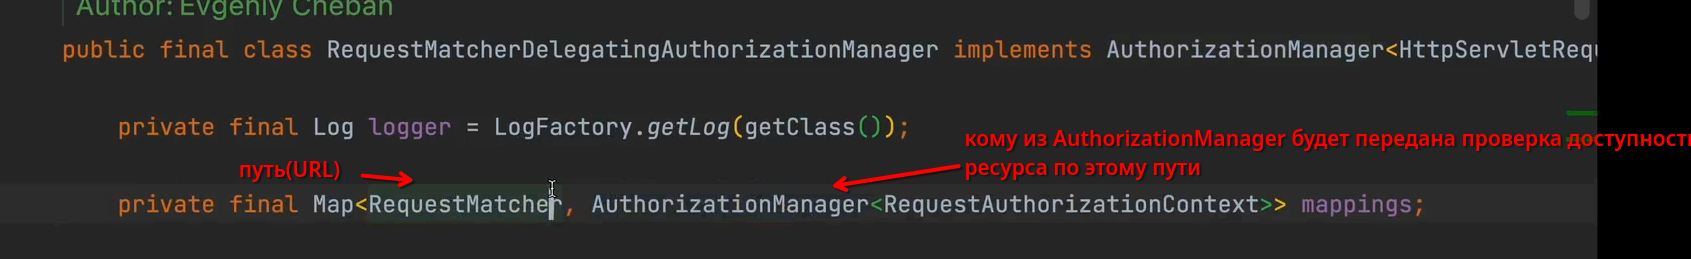 Author: Evgeniy Cheban
public final class RequestMatcherDelegatingAuthorizationManager implements AuthorizationManager<HttpServletRequ
private final Log logger = LogFactory.getLog(getClass());
кому из AuthorizationManager будет передана проверка доступност
путь(URL)
ресурса по этому пути
private final Map<RequestMatcher, AuthorizationManager<RequestAuthorizationContext>> mappings;